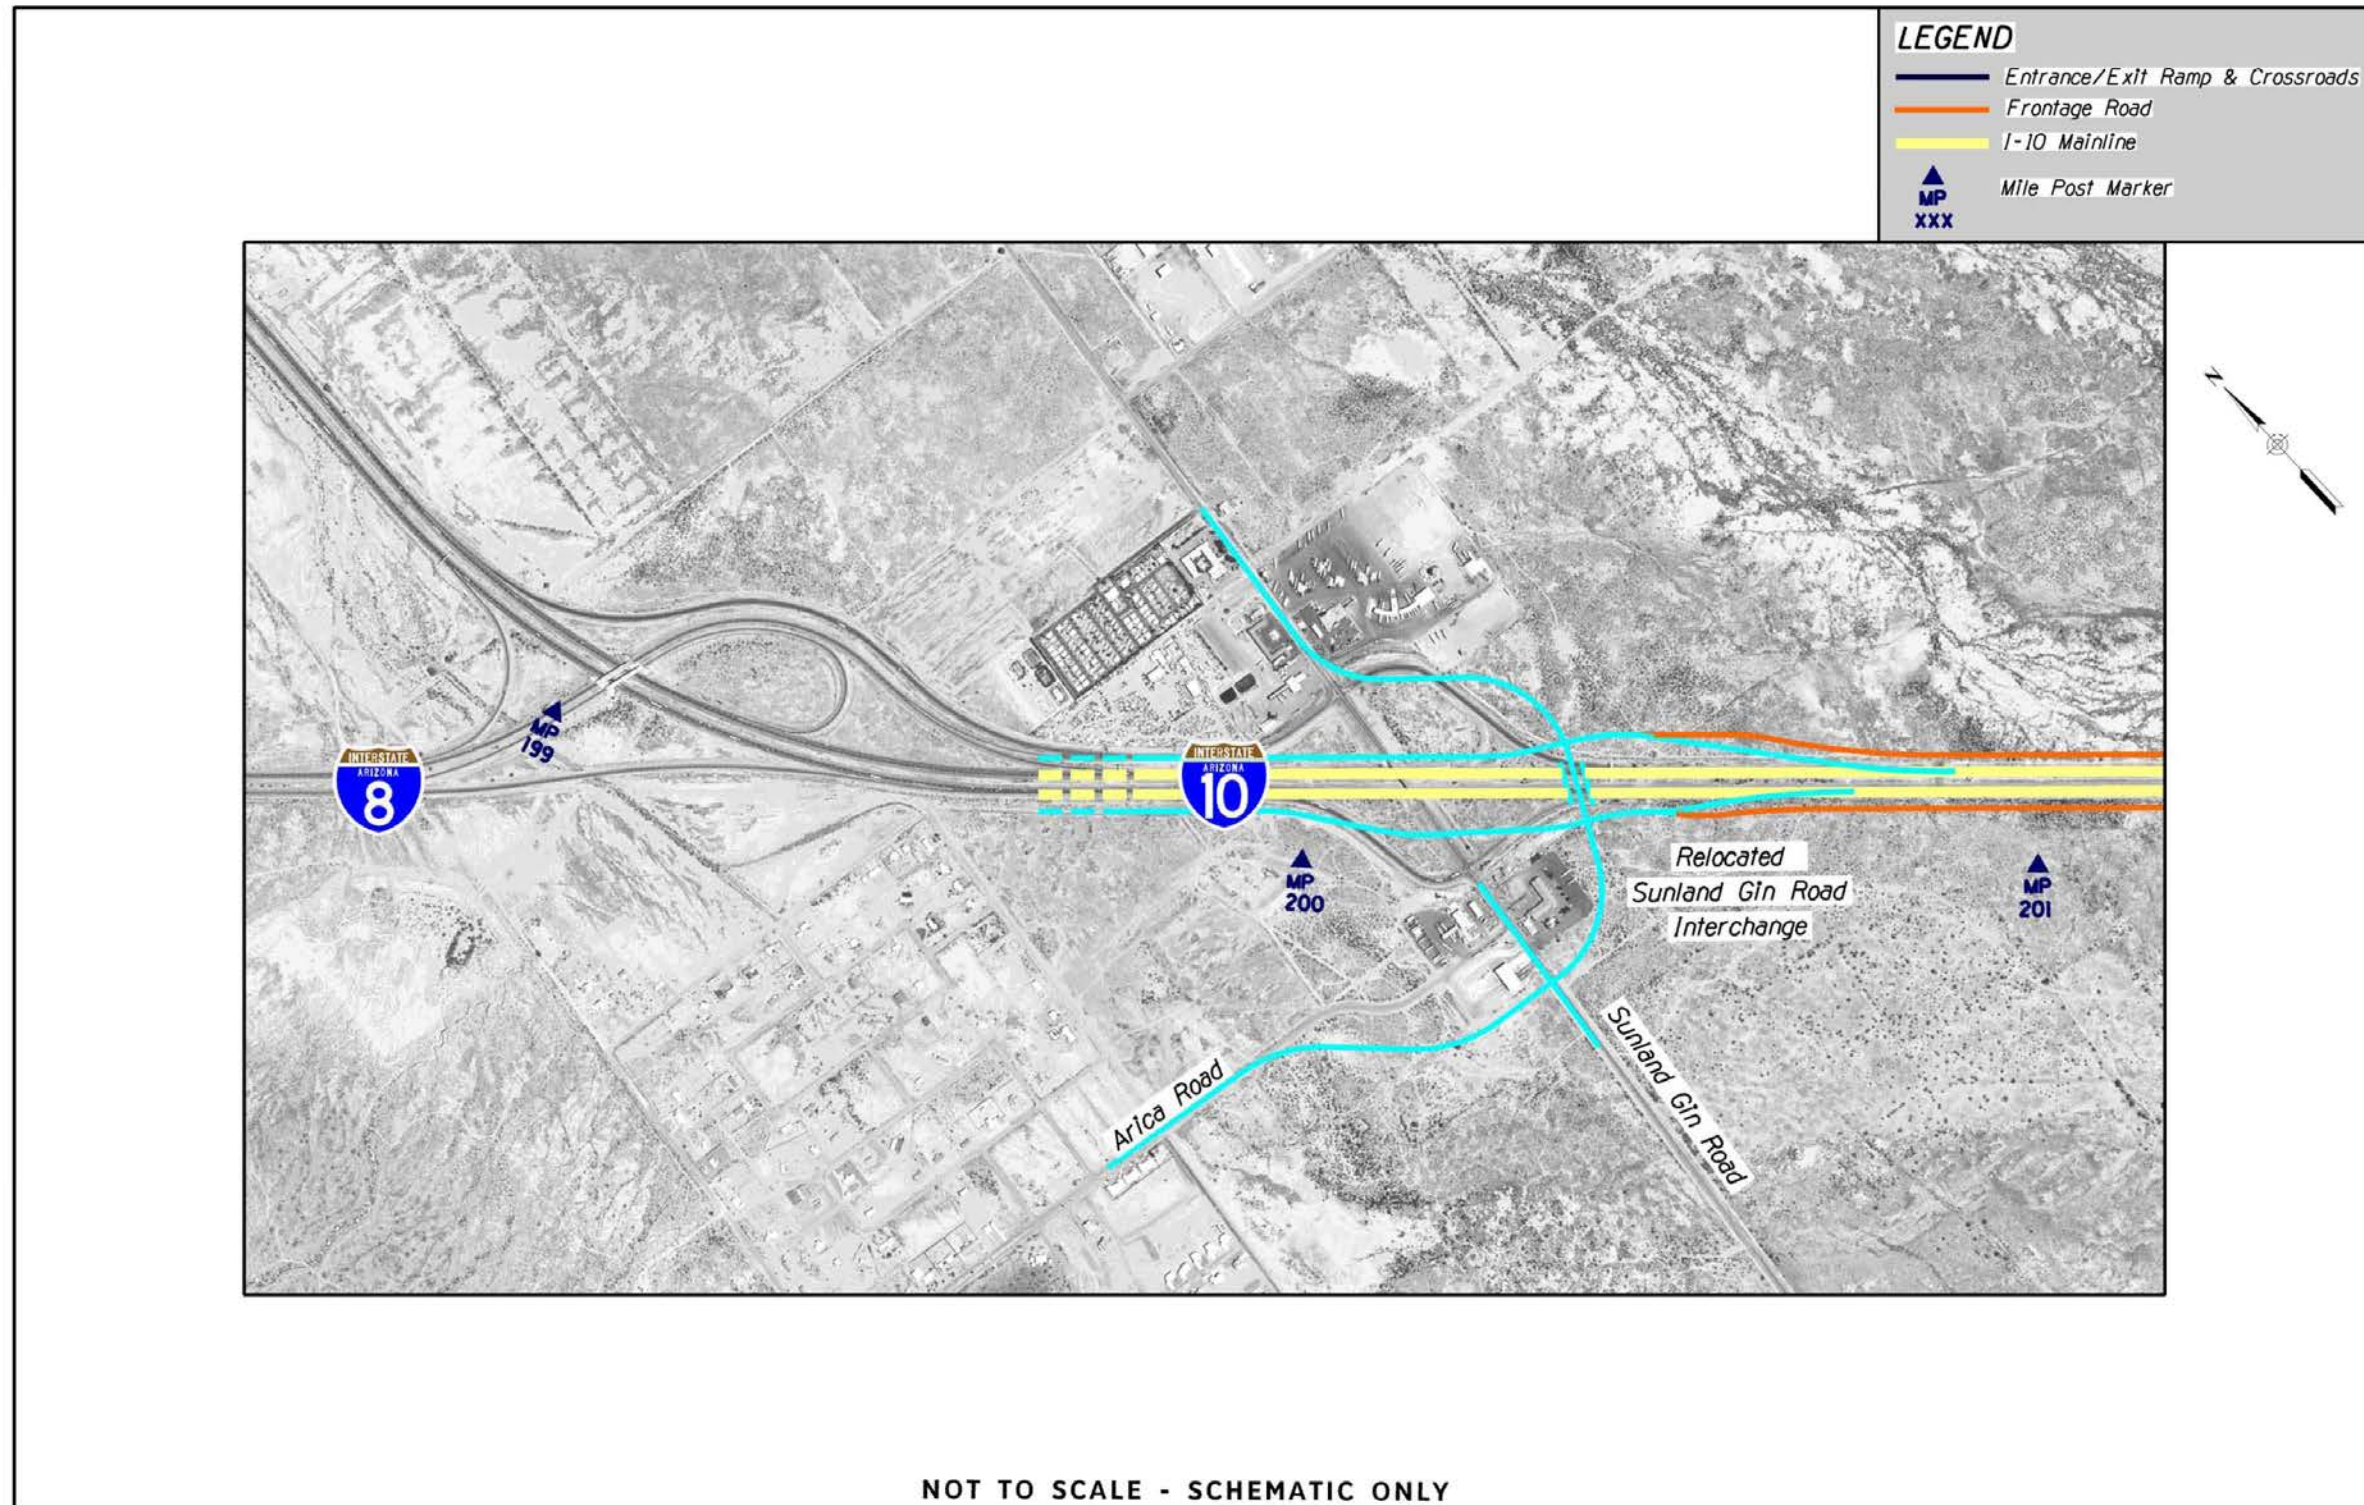 LEGEND
Entrance/Exit Ramp & Crossroads
Frontage Road
I-10 Mainline
MP
XXX
Mile Post Marker
N
MP
199
INTERSTATE
ARIZONA
8
INTERSTATE
ARIZONA
10
MP
200
Relocated
Sunland Gin Road
Interchange
MP
201
Arica Road
Sunland Gin Road
NOT TO SCALE - SCHEMATIC ONLY